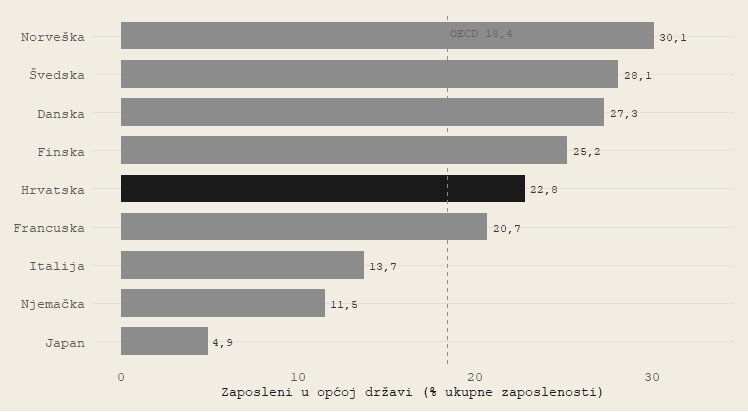 Norveška 30,1
OECD 18,4
Švedska 28,1
Danska 27,3
Finska 25,2
Hrvatska 22,8
Francuska 20,7
Italija 13,7
Njemačka 11,5
Japan 4,9
0 10 20 30
Zaposleni u općoj državi (% ukupne zaposlenosti)